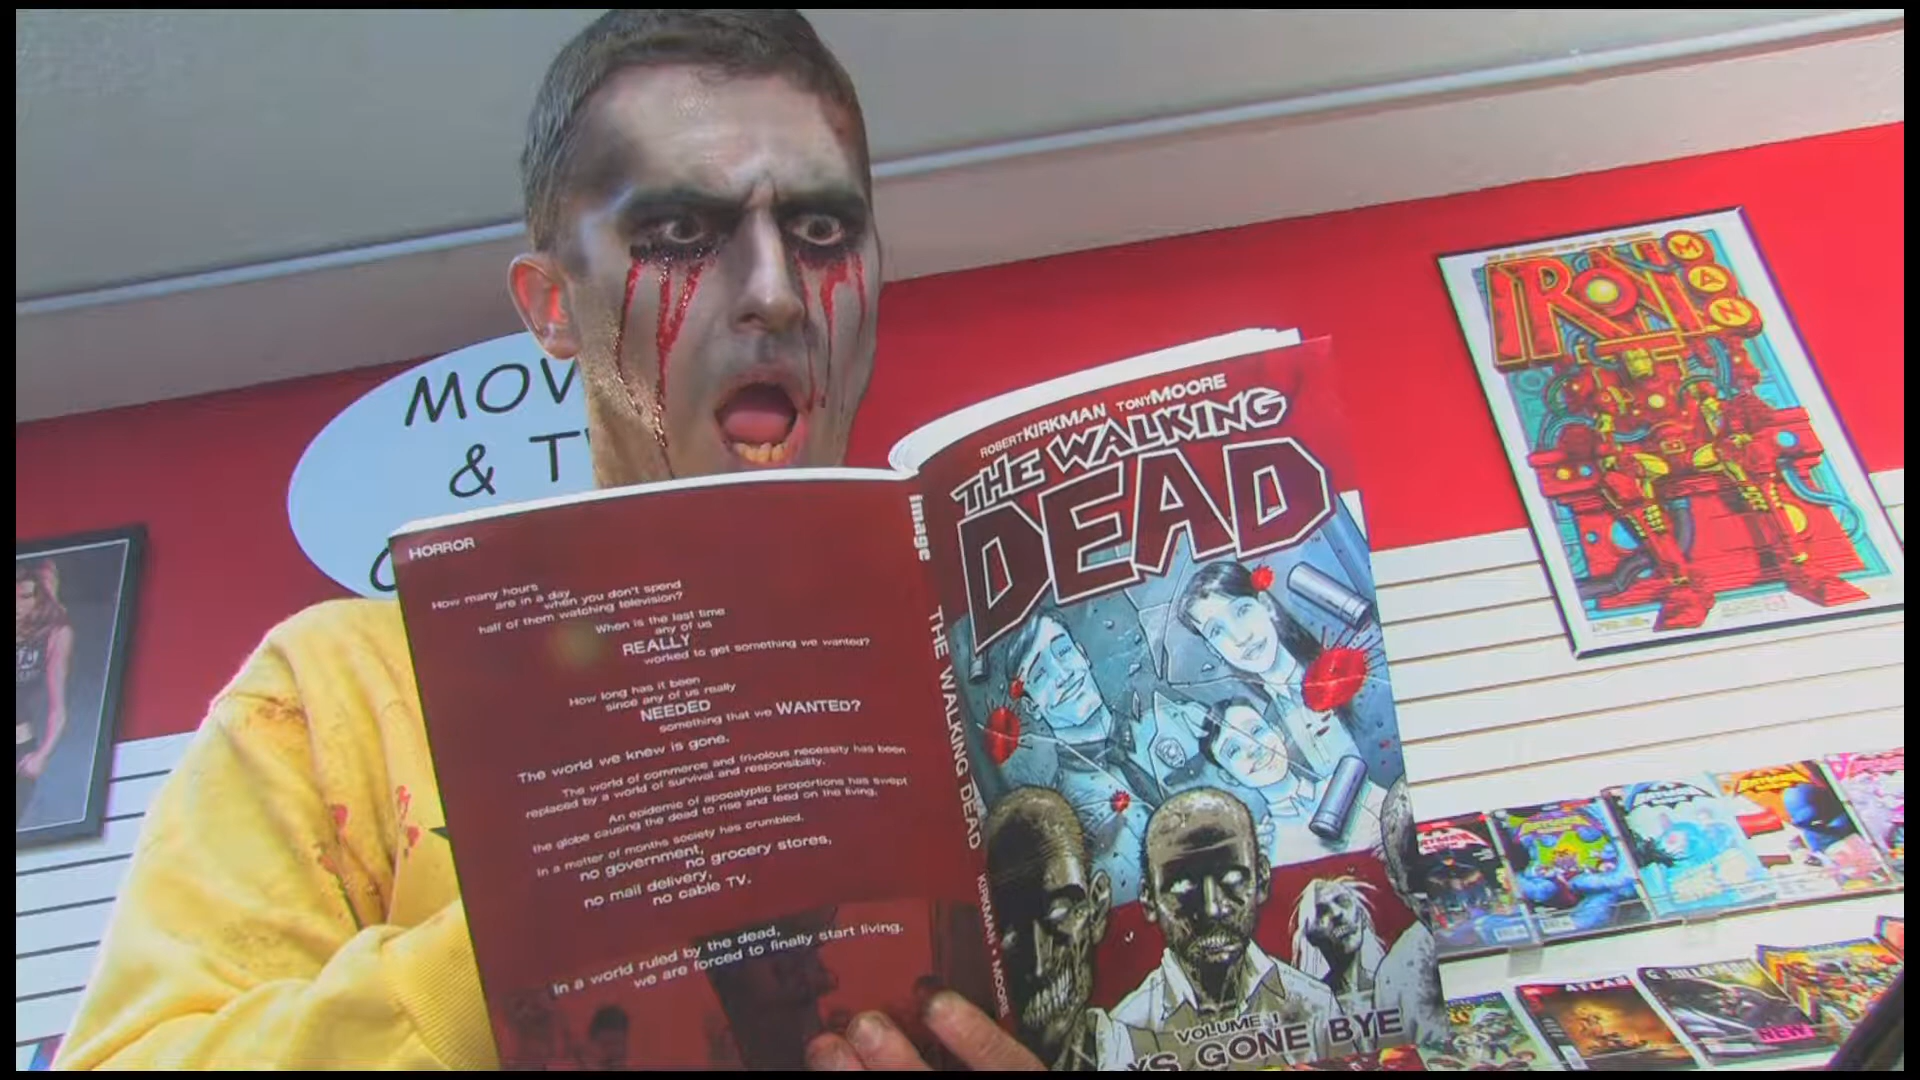 MOV
& T
IRON
MAN
HORROR
How many hours
are in a day
when you don't spend
half of them watching television?
When is the last time
any of us
REALLY
worked to get something we wanted?
How long has it been
since any of us really
NEEDED
something that we WANTED?
The world we knew is gone.
The world of commerce and frivolous necessity has been
replaced by a world of survival and responsibility.
An epidemic of apocalyptic proportions has swept
the globe causing the dead to rise and feed on the living.
In a matter of months society has crumbled,
no government,
no grocery stores,
no mail delivery,
no cable TV.
In a world ruled by the dead,
we are forced to finally start living.
image
THE WALKING DEAD
KIRKMAN • MOORE
ROBERT KIRKMAN TONY MOORE
THE WALKING
DEAD
VOLUME 1
YS GONE BYE
ATLAS
NEW